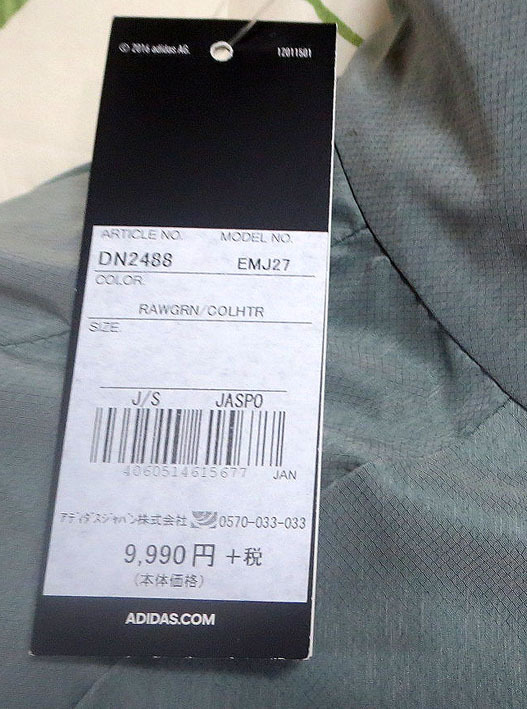 © 2016 adidas AG. 12011501
ARTICLE NO. MODEL NO.
DN2488 EMJ27
COLOR
RAWGRN/COLHTR
SIZE
J/S JASPO
4060514615677 JAN
アディダスジャパン株式会社 0570-033-033
9,990円 +税
(本体価格)
ADIDAS.COM